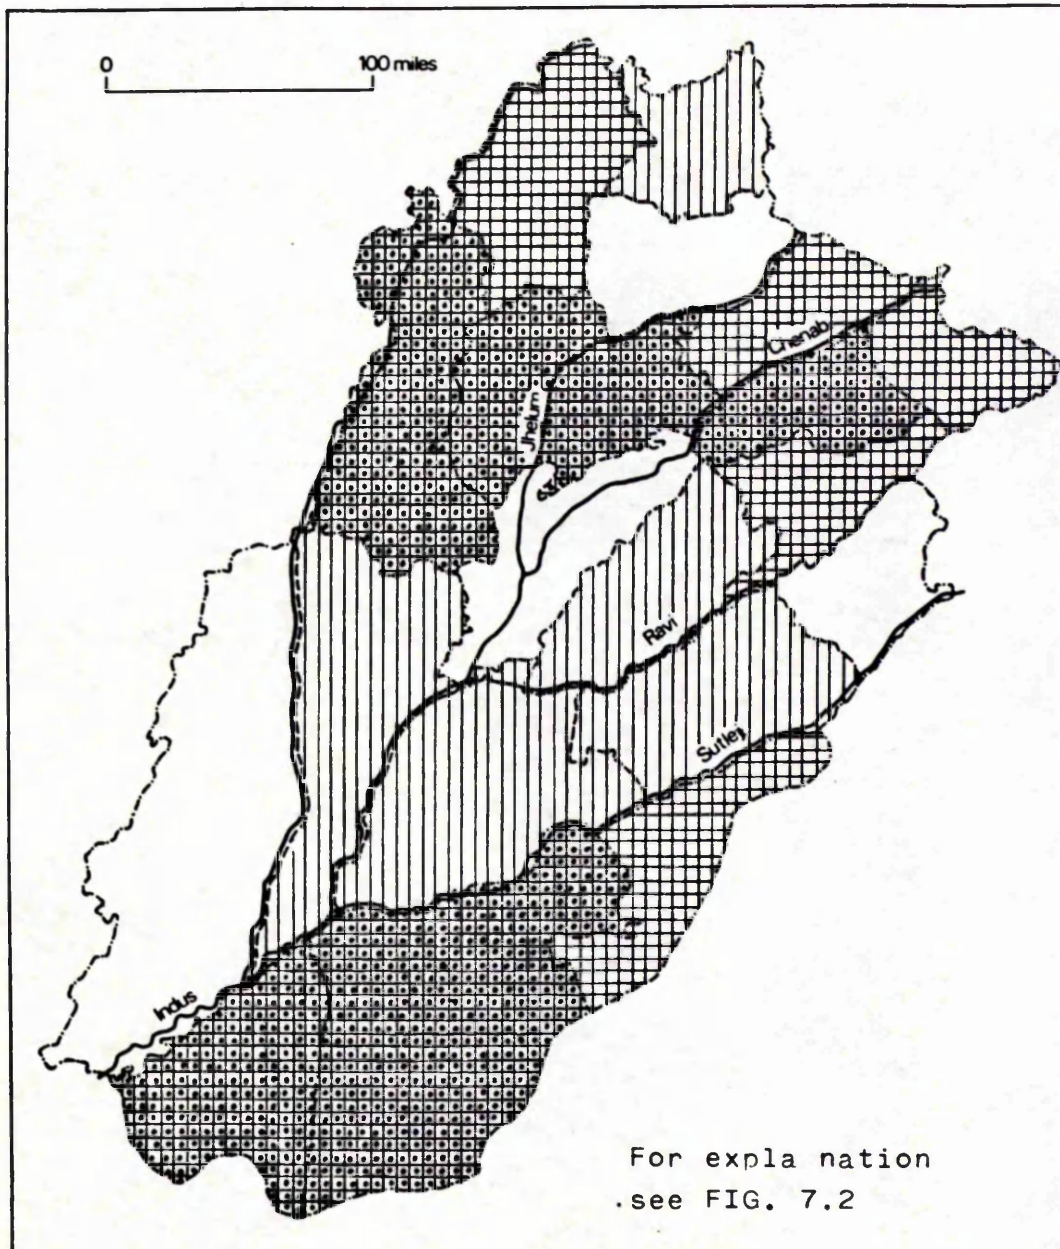 0 100 miles
Chenab
Jhelum
Ravi
Sutlej
Indus
For expla nation
.see FIG. 7.2